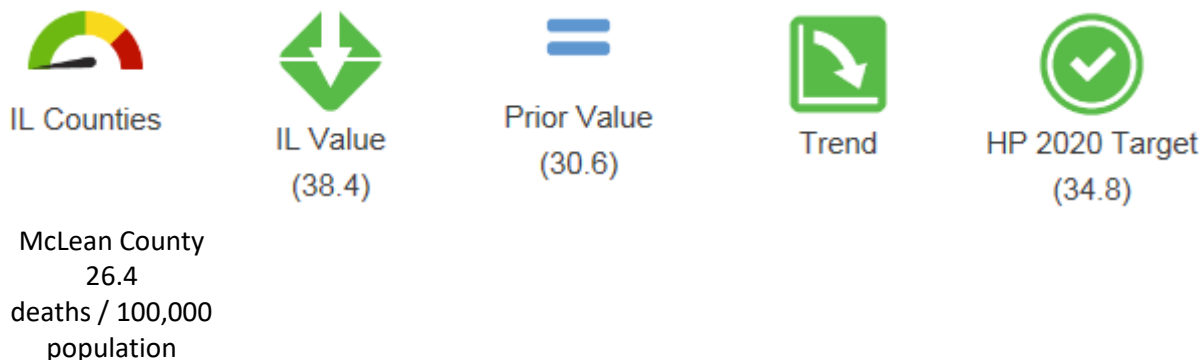 IL Counties
IL Value
(38.4)
Prior Value
(30.6)
Trend
HP 2020 Target
(34.8)
McLean County
26.4
deaths / 100,000
population